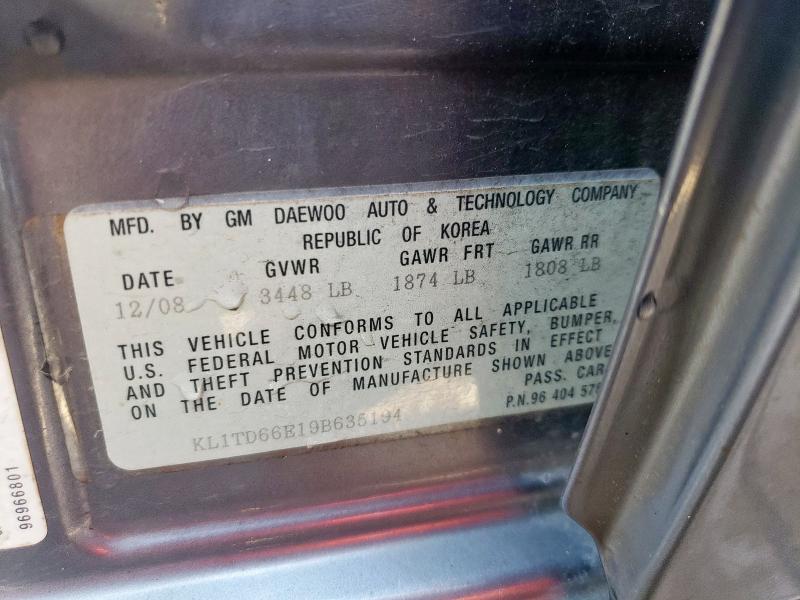 MFD. BY GM DAEWOO AUTO & TECHNOLOGY COMPANY
REPUBLIC OF KOREA
DATE GVWR GAWR FRT GAWR RR
12/08 3448 LB 1874 LB 1808 LB
THIS VEHICLE CONFORMS TO ALL APPLICABLE
U.S. FEDERAL MOTOR VEHICLE SAFETY, BUMPER,
AND THEFT PREVENTION STANDARDS IN EFFECT
ON THE DATE OF MANUFACTURE SHOWN ABOVE
PASS. CAR
P.N. 96 404
KL1TD66E19B635194
96966801